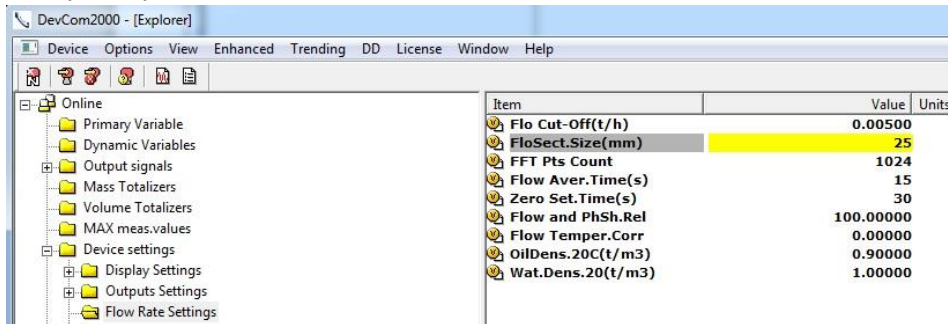 DevCom2000 - [Explorer]
Device Options View Enhanced Trending DD License Window Help
Online
Primary Variable
Dynamic Variables
Output signals
Mass Totalizers
Volume Totalizers
MAX meas.values
Device settings
Display Settings
Outputs Settings
Flow Rate Settings
Item Value Units
Flo Cut-Off(t/h) 0.00500
FloSect.Size(mm) 25
FFT Pts Count 1024
Flow Aver.Time(s) 15
Zero Set.Time(s) 30
Flow and PhSh.Rel 100.00000
Flow Temper.Corr 0.00000
OilDens.20C(t/m3) 0.90000
Wat.Dens.20(t/m3) 1.00000